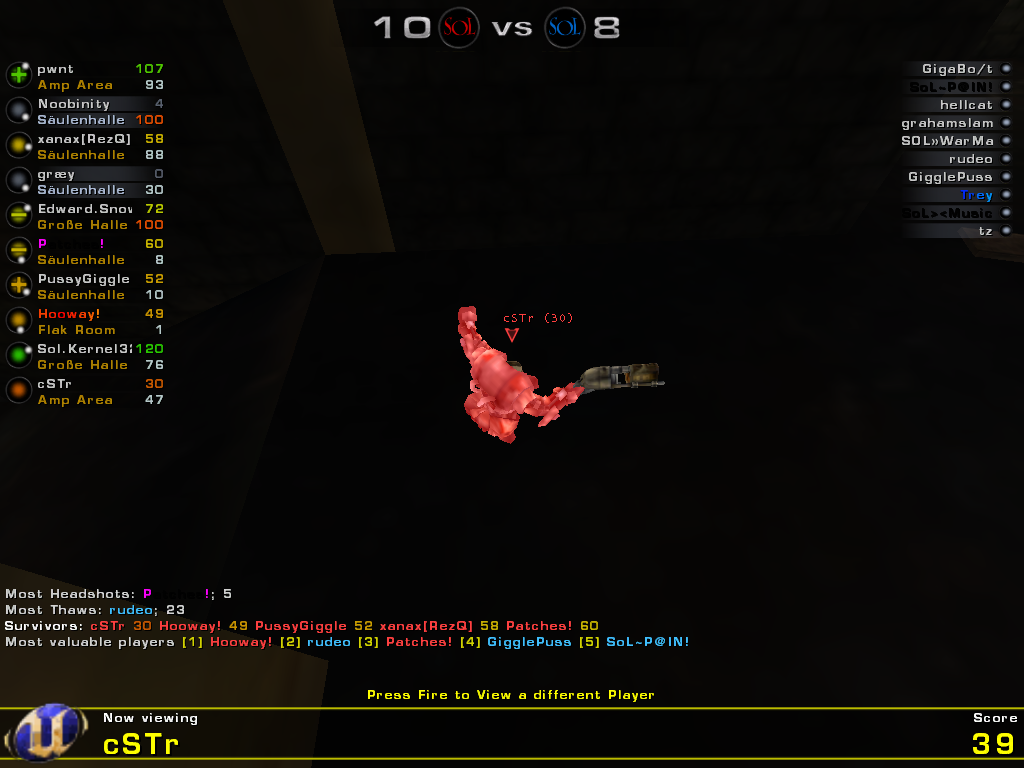 10 SOL vs SOL 8
pwnt 107
Amp Area 93
Noobinity 4
Säulenhalle 100
xanax[RezQ] 58
Säulenhalle 88
græy 0
Säulenhalle 30
Edward.Snov 72
Große Halle 100
P !  60
Säulenhalle 8
PussyGiggle 52
Säulenhalle 10
Hooway! 49
Flak Room 1
Sol.Kernel32 120
Große Halle 76
cSTr 30
Amp Area 47
GigaBo/t
SoL~P@IN!
hellcat
grahamslam
SOL»WarMa
rudeo
GigglePuss
Trey
SoL><Music
tz
cSTr (30)
Most Headshots: P !; 5
Most Thaws: rudeo; 23
Survivors: cSTr 30 Hooway! 49 PussyGiggle 52 xanax[RezQ] 58 Patches! 60
Most valuable players [1] Hooway! [2] rudeo [3] Patches! [4] GigglePuss [5] SoL~P@IN!
Press Fire to View a different Player
Now viewing
cSTr
Score
39